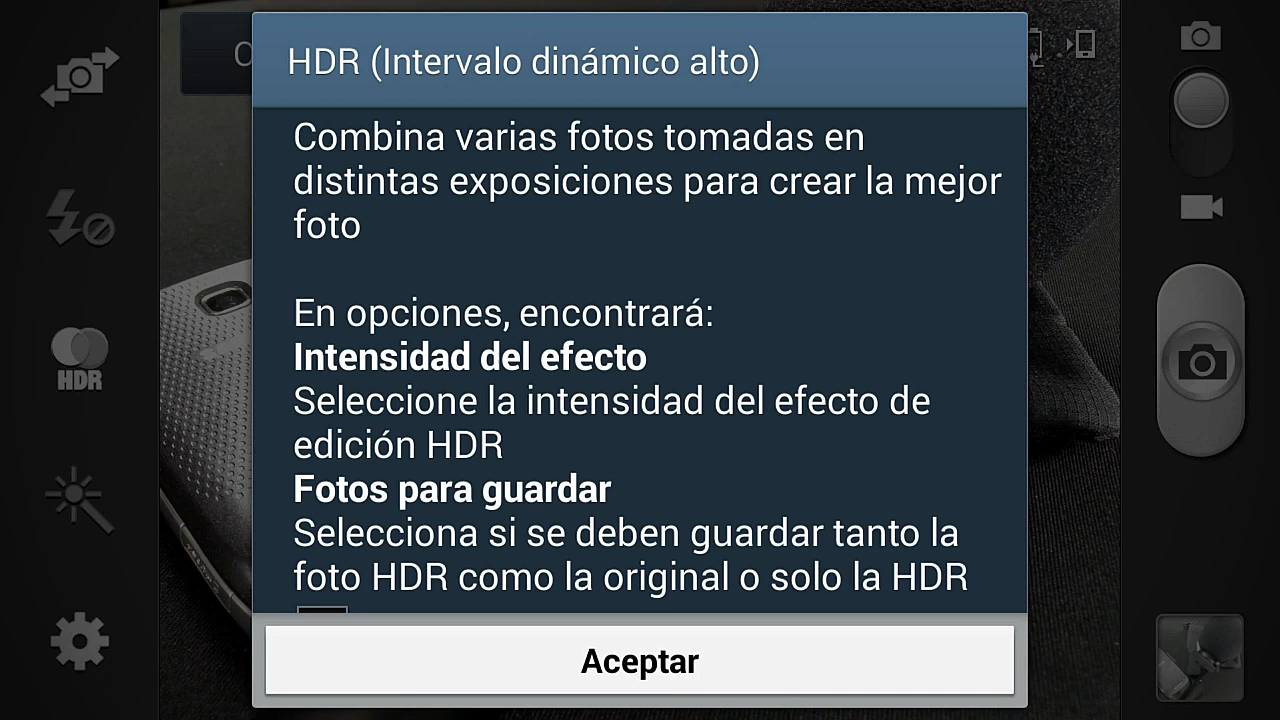 HDR (Intervalo dinámico alto)
Combina varias fotos tomadas en
distintas exposiciones para crear la mejor
foto
En opciones, encontrará:
Intensidad del efecto
Seleccione la intensidad del efecto de
edición HDR
Fotos para guardar
Selecciona si se deben guardar tanto la
foto HDR como la original o solo la HDR
Aceptar
HDR